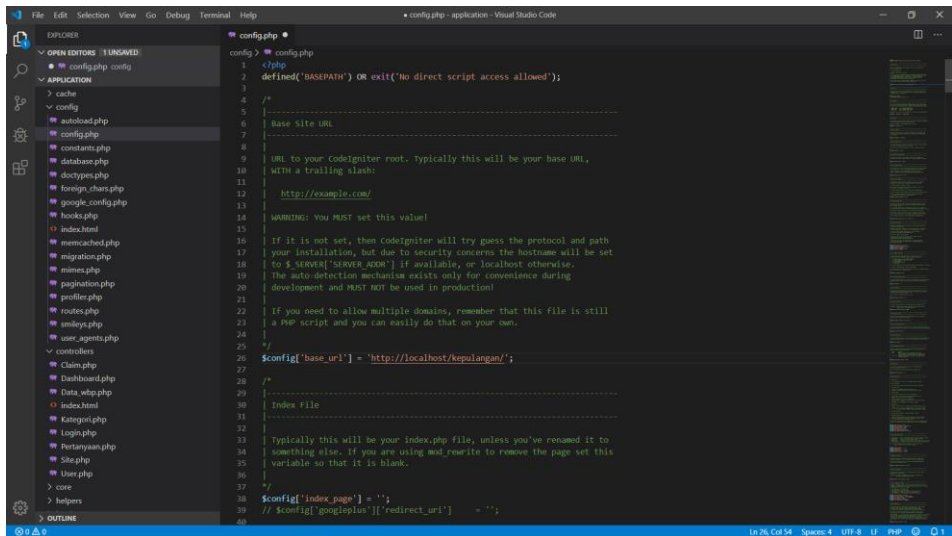 File Edit Selection View Go Debug Terminal Help
● config.php - application - Visual Studio Code
EXPLORER
OPEN EDITORS 1 UNSAVED
● config.php config
APPLICATION
> cache
config
autoload.php
config.php
constants.php
database.php
doctypes.php
foreign_chars.php
google_config.php
hooks.php
index.html
memcached.php
migration.php
mimes.php
pagination.php
profiler.php
routes.php
smileys.php
user_agents.php
controllers
Claim.php
Dashboard.php
Data_wbp.php
index.html
Kategori.php
Login.php
Pertanyaan.php
Site.php
User.php
> core
> helpers
> OUTLINE
config.php ●
config > config.php
1 <?php
2 defined('BASEPATH') OR exit('No direct script access allowed');
3
4 /*
5 |--------------------------------------------------------------------------
6 | Base Site URL
7 |--------------------------------------------------------------------------
8 |
9 | URL to your CodeIgniter root. Typically this will be your base URL,
10 | WITH a trailing slash:
11 |
12 | http://example.com/
13 |
14 | WARNING: You MUST set this value!
15 |
16 | If it is not set, then CodeIgniter will try guess the protocol and path
17 | your installation, but due to security concerns the hostname will be set
18 | to $_SERVER['SERVER_ADDR'] if available, or localhost otherwise.
19 | The auto-detection mechanism exists only for convenience during
20 | development and MUST NOT be used in production!
21 |
22 | If you need to allow multiple domains, remember that this file is still
23 | a PHP script and you can easily do that on your own.
24 |
25 */
26 $config['base_url'] = 'http://localhost/kepulangan/';
27
28 /*
29 |--------------------------------------------------------------------------
30 | Index File
31 |--------------------------------------------------------------------------
32 |
33 | Typically this will be your index.php file, unless you've renamed it to
34 | something else. If you are using mod_rewrite to remove the page set this
35 | variable so that it is blank.
36 |
37 */
38 $config['index_page'] = '';
39 // $config['googleplus']['redirect_uri'] = '';
40
0 0
Ln 26, Col 54 Spaces: 4 UTF-8 LF PHP 1